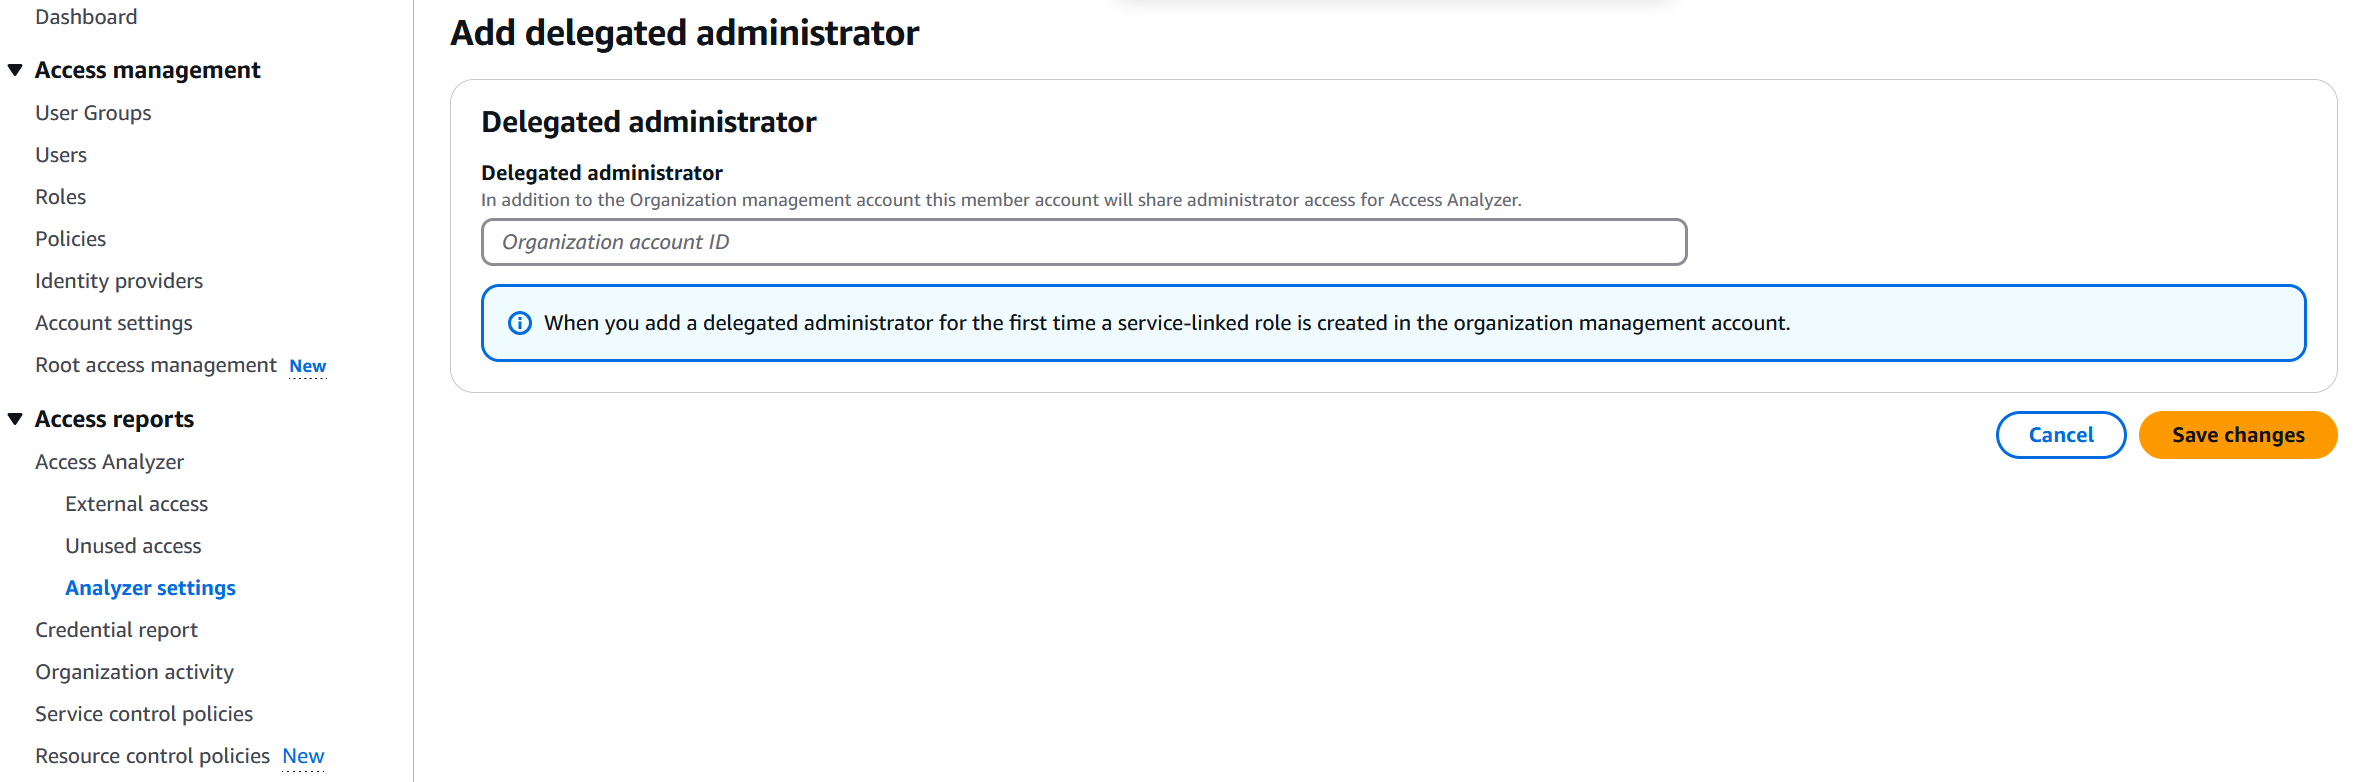 Dashboard
Access management
User Groups
Users
Roles
Policies
Identity providers
Account settings
Root access management New
Access reports
Access Analyzer
External access
Unused access
Analyzer settings
Credential report
Organization activity
Service control policies
Resource control policies New
Add delegated administrator
Delegated administrator
Delegated administrator
In addition to the Organization management account this member account will share administrator access for Access Analyzer.
Organization account ID
When you add a delegated administrator for the first time a service-linked role is created in the organization management account.
Cancel Save changes